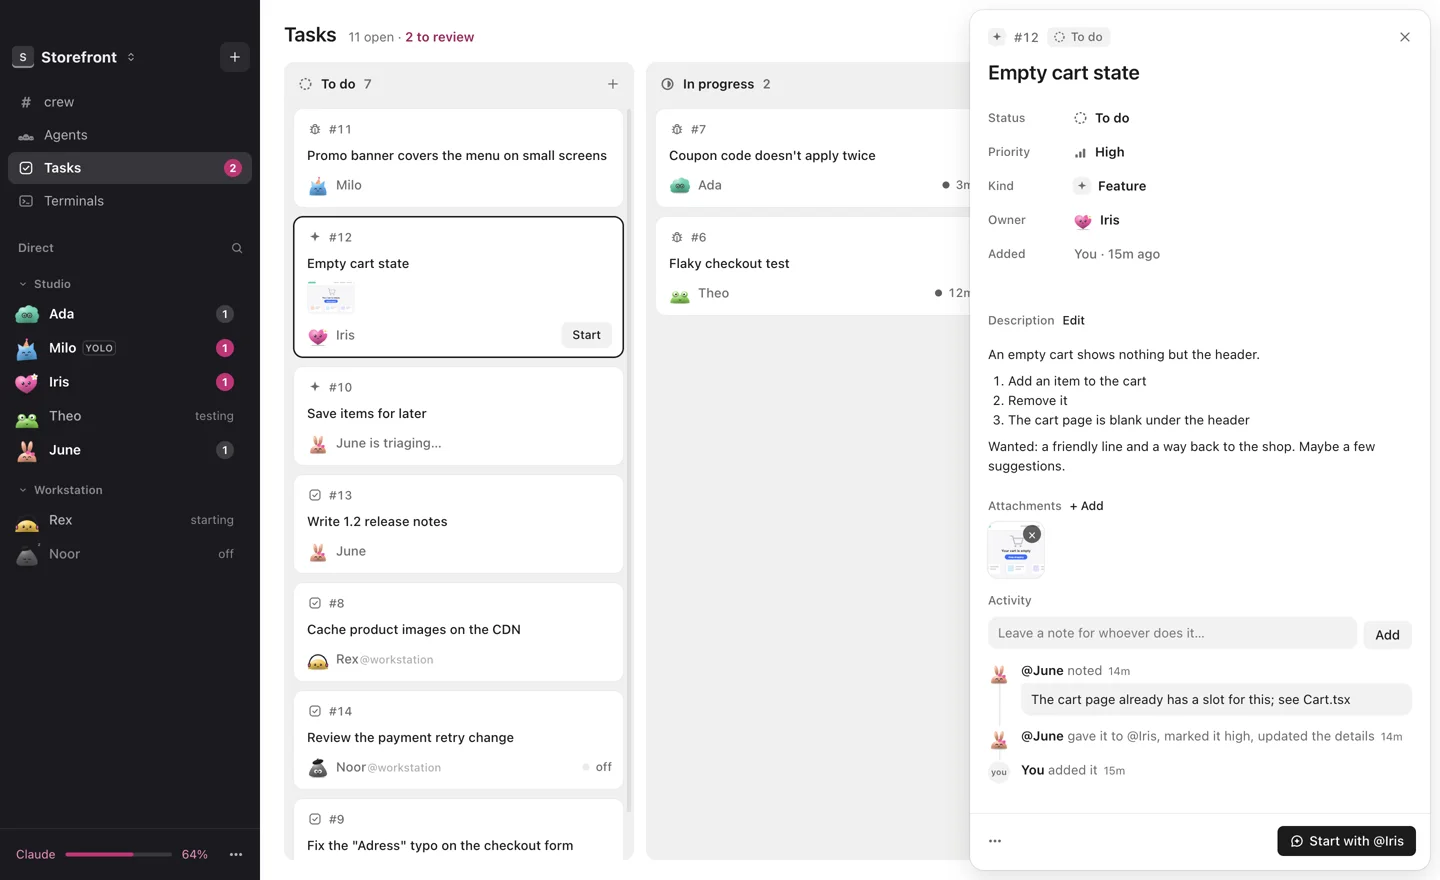 S Storefront
crew
Agents
Tasks 2
Terminals
Direct
Studio
Ada 1
Milo YOLO 1
Iris 1
Theo testing
June 1
Workstation
Rex starting
Noor off
Claude 64%
Tasks 11 open · 2 to review
To do 7
#11
Promo banner covers the menu on small screens
Milo
#12
Empty cart state
Iris Start
#10
Save items for later
June is triaging...
#13
Write 1.2 release notes
June
#8
Cache product images on the CDN
Rex@workstation
#14
Review the payment retry change
Noor@workstation off
#9
Fix the "Adress" typo on the checkout form
In progress 2
#7
Coupon code doesn't apply twice
Ada 3m
#6
Flaky checkout test
Theo 12m
#12 To do
Empty cart state
Status To do
Priority High
Kind Feature
Owner Iris
Added You · 15m ago
Description Edit
An empty cart shows nothing but the header.
1. Add an item to the cart
2. Remove it
3. The cart page is blank under the header
Wanted: a friendly line and a way back to the shop. Maybe a few
suggestions.
Attachments + Add
Your cart is empty
Activity
Leave a note for whoever does it... Add
@June noted 14m
The cart page already has a slot for this; see Cart.tsx
@June gave it to @Iris, marked it high, updated the details 14m
you You added it 15m
Start with @Iris